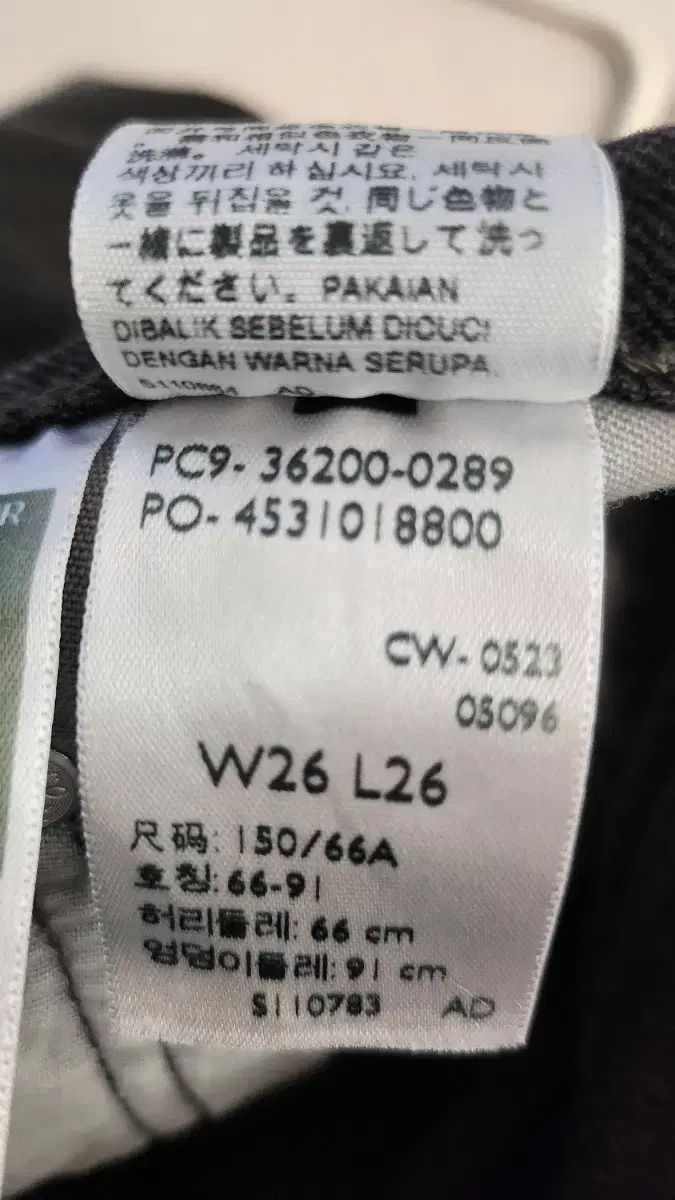 洗滌。 세탁시 같은
색상끼리 하십시요. 세탁시
옷을 뒤집을 것. 同じ色物と
一緒に製品を裏返して洗っ
てください。 PAKAIAN
DIBALIK SEBELUM DICUCI
DENGAN WARNA SERUPA.
AD
PC9- 36200-0289
PO- 4531018800
CW- 0523
05096
W26 L26
尺码: 150/66A
호칭: 66-91
허리둘레: 66 cm
엉덩이둘레: 91 cm
S110783 AD
R